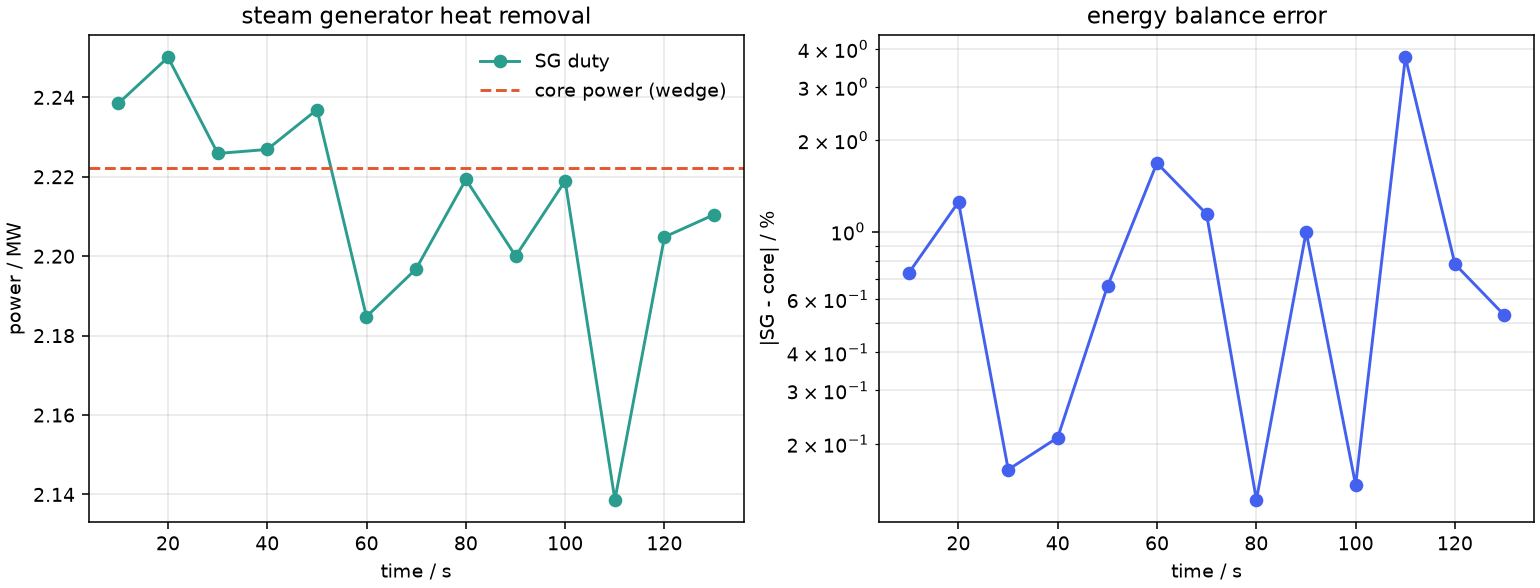 steam generator heat removal
SG duty
core power (wedge)
2.24
2.22
2.20
2.18
2.16
2.14
power / MW
20 40 60 80 100 120
time / s
energy balance error
4 × 10⁰
3 × 10⁰
2 × 10⁰
10⁰
6 × 10⁻¹
4 × 10⁻¹
3 × 10⁻¹
2 × 10⁻¹
|SG - core| / %
20 40 60 80 100 120
time / s